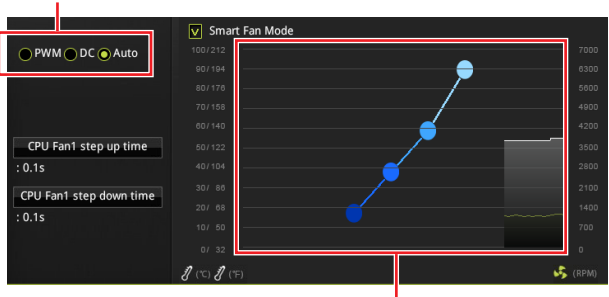 V Smart Fan Mode
PWM DC Auto
100/212 7000
90/194 6300
80/176 5600
70/158 4900
60/140 4200
50/122 3500
40/104 2800
30/ 86 2100
20/ 68 1400
10/ 50 700
0/ 32 0
CPU Fan1 step up time
: 0.1s
CPU Fan1 step down time
: 0.1s
(°C) (°F) (RPM)